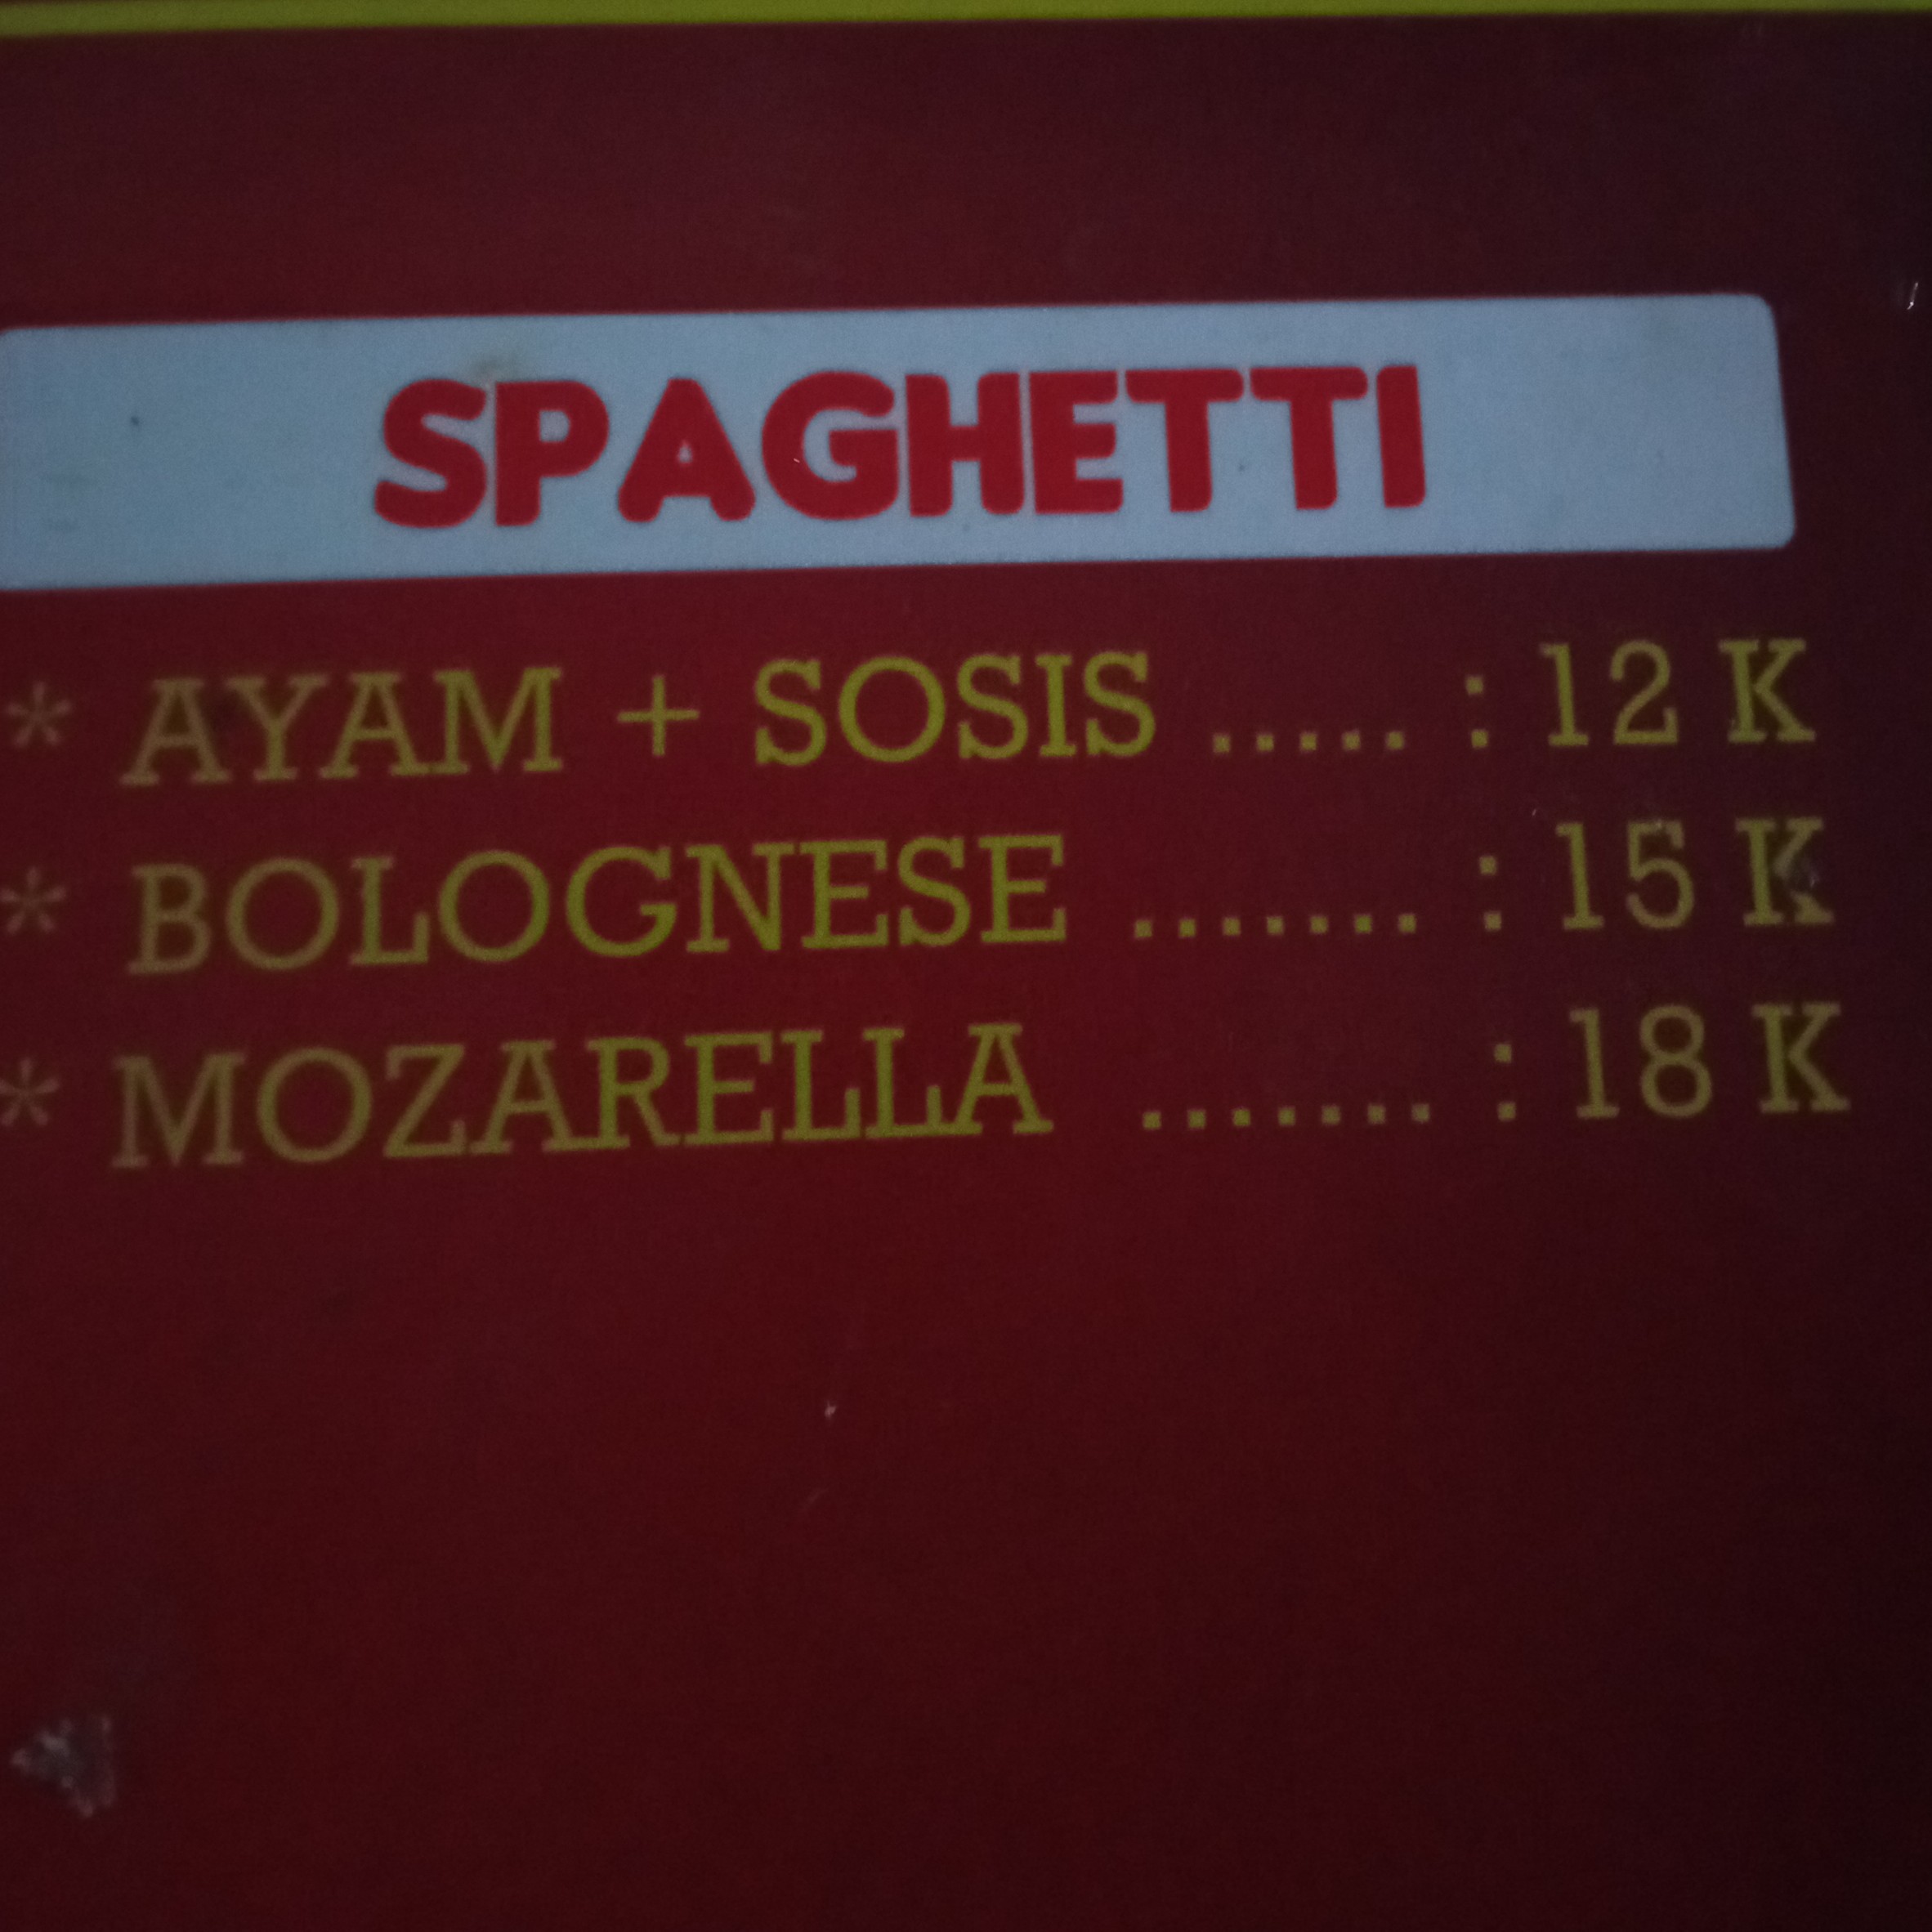 SPAGHETTI
* AYAM + SOSIS ..... : 12 K
* BOLOGNESE ....... : 15 K
* MOZARELLA ....... : 18 K